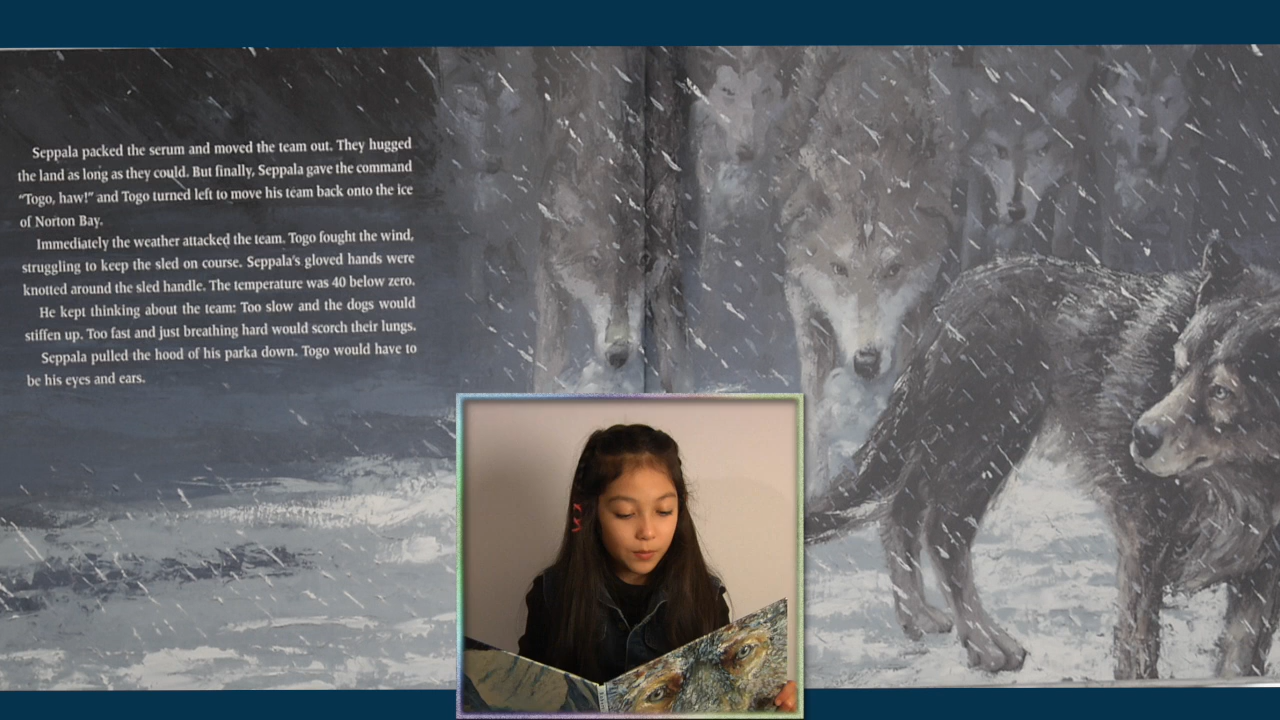 Seppala packed the serum and moved the team out. They hugged
the land as long as they could. But finally, Seppala gave the command
“Togo, haw!” and Togo turned left to move his team back onto the ice
of Norton Bay.
Immediately the weather attacked the team. Togo fought the wind,
struggling to keep the sled on course. Seppala's gloved hands were
knotted around the sled handle. The temperature was 40 below zero.
He kept thinking about the team: Too slow and the dogs would
stiffen up. Too fast and just breathing hard would scorch their lungs.
Seppala pulled the hood of his parka down. Togo would have to
be his eyes and ears.